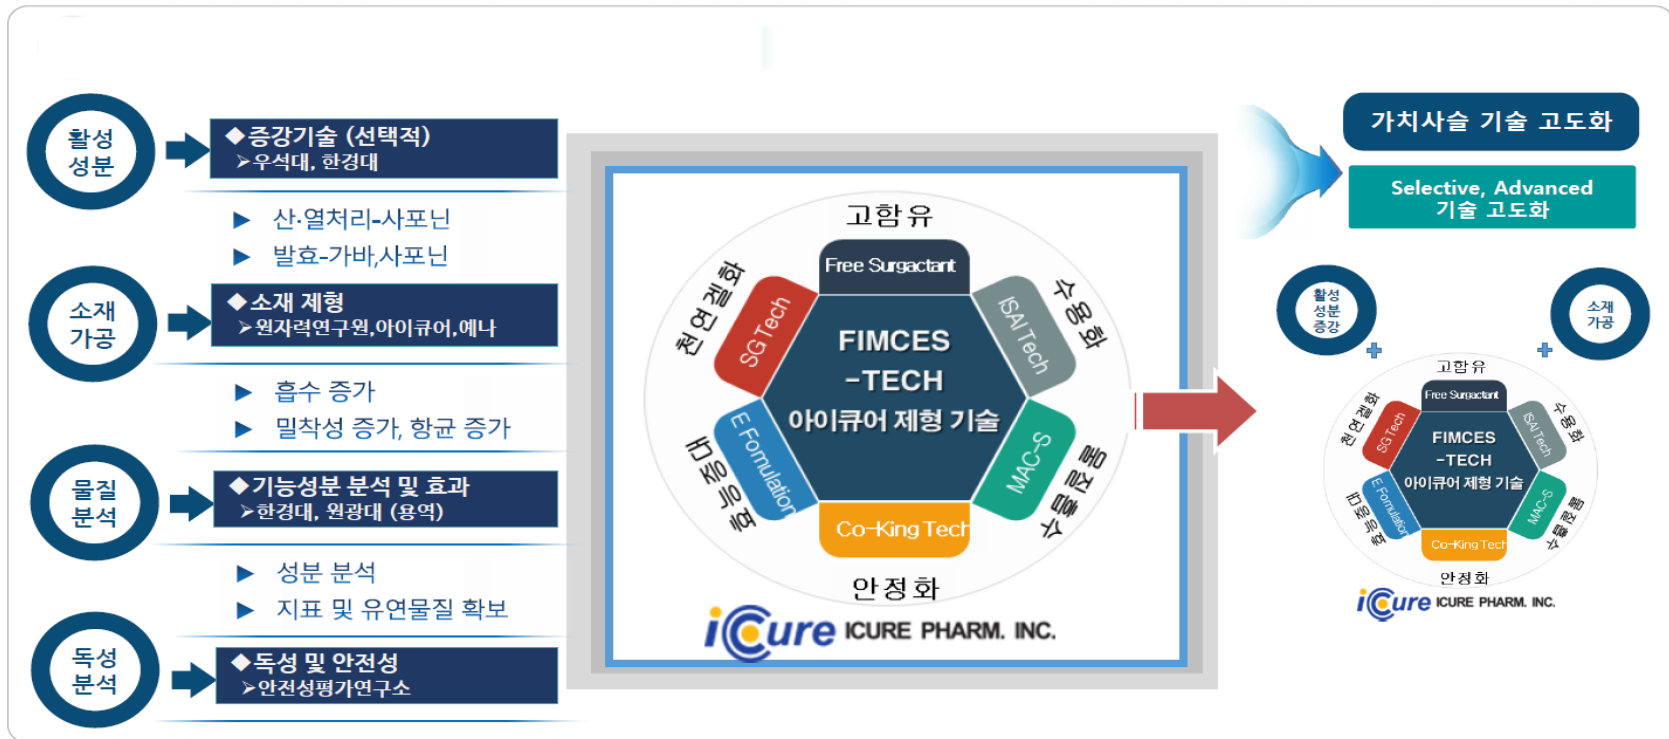 활성
성분
◆증강기술 (선택적)
➢우석대, 한경대
▶ 산·열처리-사포닌
▶ 발효-가바,사포닌
소재
가공
◆소재 제형
➢원자력연구원,아이큐어,예나
▶ 흡수 증가
▶ 밀착성 증가, 항균 증가
물질
분석
◆기능성분 분석 및 효과
➢한경대, 원광대 (용역)
▶ 성분 분석
▶ 지표 및 유연물질 확보
독성
분석
◆독성 및 안전성
➢안전성평가연구소
고함유
Free Surgactant
천연겔화
SG Tech
수용화
ISAI Tech
FIMCES
-TECH
아이큐어 제형 기술
E Fomulation
MAC-S
물질흡수
Co-King Tech
안정화
iCure ICURE PHARM. INC.
가치사슬 기술 고도화
Selective, Advanced
기술 고도화
활성
성분
증강
소재
가공
고함유
Free Surgactant
천연겔화
SG Tech
수용화
ISAI Tech
FIMCES
-TECH
아이큐어 제형 기술
E Fomulation
MAC-S
물질흡수
Co-King Tech
안정화
iCure ICURE PHARM. INC.